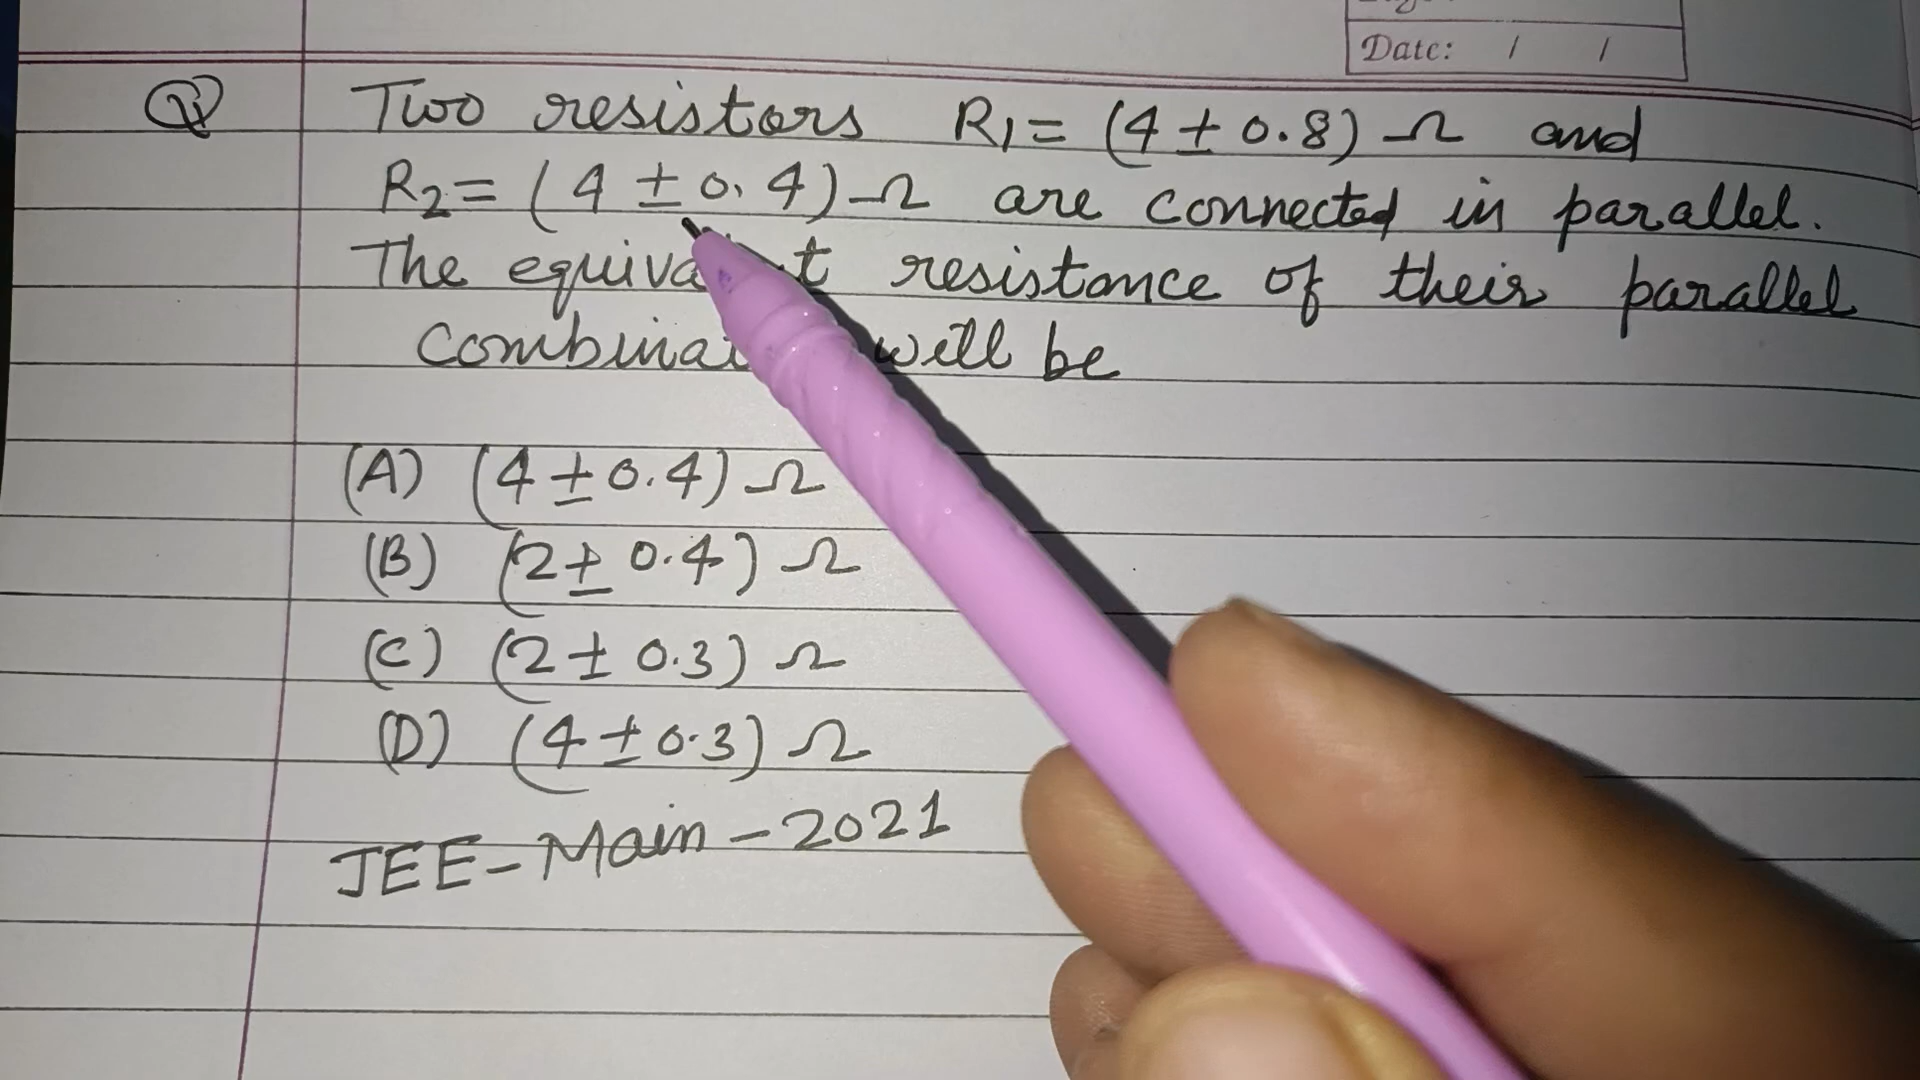 Date: / /
Q Two resistors R1 = (4 ± 0.8) Ω and
R2 = (4 ± 0.4) Ω are connected in parallel.
The resistance of their parallel
will be
(A) (4 ± 0.4) Ω
(B) (2 ± 0.4) Ω
(C) (2 ± 0.3) Ω
(D) (4 ± 0.3) Ω
JEE-Main-2021